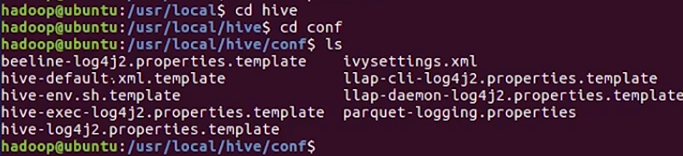 hadoop@ubuntu:/usr/local$ cd hive
hadoop@ubuntu:/usr/local/hive$ cd conf
hadoop@ubuntu:/usr/local/hive/conf$ ls
beeline-log4j2.properties.template    ivysettings.xml
hive-default.xml.template             llap-cli-log4j2.properties.template
hive-env.sh.template                  llap-daemon-log4j2.properties.template
hive-exec-log4j2.properties.template  parquet-logging.properties
hive-log4j2.properties.template
hadoop@ubuntu:/usr/local/hive/conf$